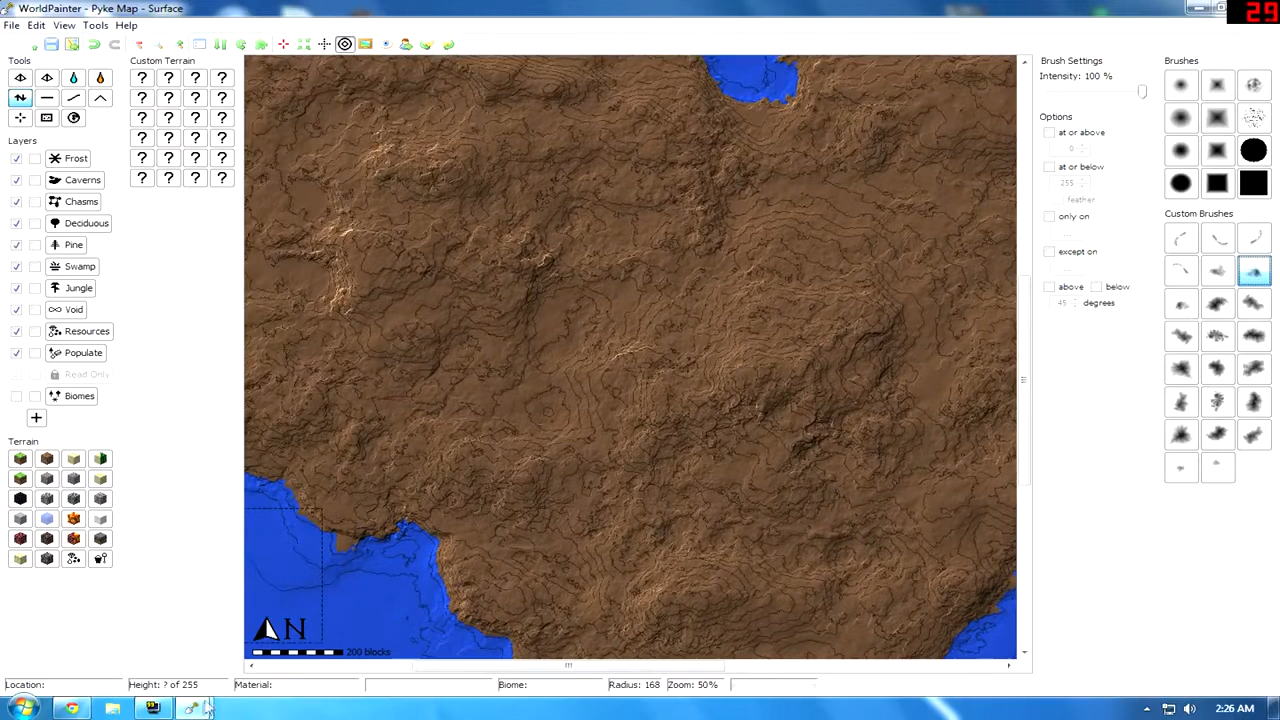 WorldPainter - Pyke Map - Surface
29
File Edit View Tools Help
Tools
Custom Terrain
Brush Settings
Brushes
Intensity: 100 %
? ? ? ?
? ? ? ?
? ? ? ?
? ? ? ?
? ? ? ?
? ? ? ?
Options
at or above
0
at or below
255
feather
only on
...
except on
...
above below
45 degrees
Custom Brushes
Layers
Frost
Caverns
Chasms
Deciduous
Pine
Swamp
Jungle
Void
Resources
Populate
Read Only
Biomes
Terrain
N
200 blocks
Location: Height: ? of 255 Material: Biome: Radius: 168 Zoom: 50%
2:26 AM